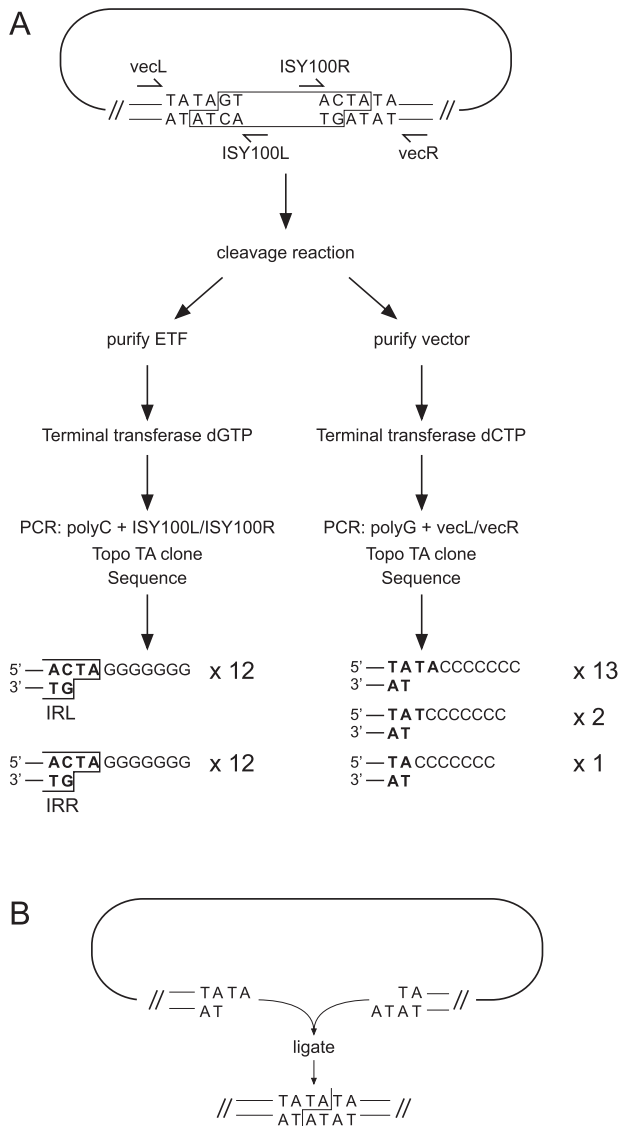 A
vecL
ISY100R
TATAGT ACTATA
ATATCA TGATAT
ISY100L
vecR
cleavage reaction
purify ETF
purify vector
Terminal transferase dGTP
Terminal transferase dCTP
PCR: polyC + ISY100L/ISY100R
Topo TA clone
Sequence
PCR: polyG + vecL/vecR
Topo TA clone
Sequence
5' ACTAGGGGGGG x 12
3' TG
IRL
5' ACTAGGGGGGG x 12
3' TG
IRR
5' TATACCCCCCC x 13
3' AT
5' TATCCCCCCC x 2
3' AT
5' TACCCCCCC x 1
3' AT
B
TATA TA
AT ATAT
ligate
TATATA
ATATAT